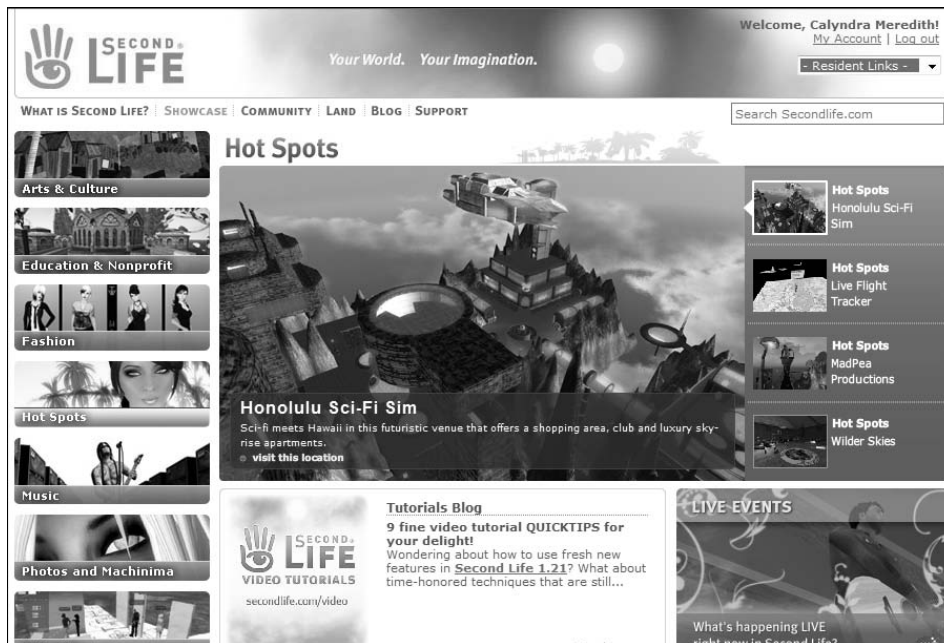 SECOND®
LIFE
Your World. Your Imagination.
Welcome, Calyndra Meredith!
My Account | Log out
- Resident Links -
WHAT IS SECOND LIFE? | SHOWCASE | COMMUNITY | LAND | BLOG | SUPPORT
Search Secondlife.com
Arts & Culture
Education & Nonprofit
Fashion
Hot Spots
Music
Photos and Machinima
Hot Spots
Honolulu Sci-Fi Sim
Sci-fi meets Hawaii in this futuristic venue that offers a shopping area, club and luxury sky-
rise apartments.
visit this location
Hot Spots
Honolulu Sci-Fi
Sim
Hot Spots
Live Flight
Tracker
Hot Spots
MadPea
Productions
Hot Spots
Wilder Skies
SECOND
LIFE
VIDEO TUTORIALS
secondlife.com/video
Tutorials Blog
9 fine video tutorial QUICKTIPS for
your delight!
Wondering about how to use fresh new
features in Second Life 1.21? What about
time-honored techniques that are still...
LIVE EVENTS
What's happening LIVE
right now in Second Life?